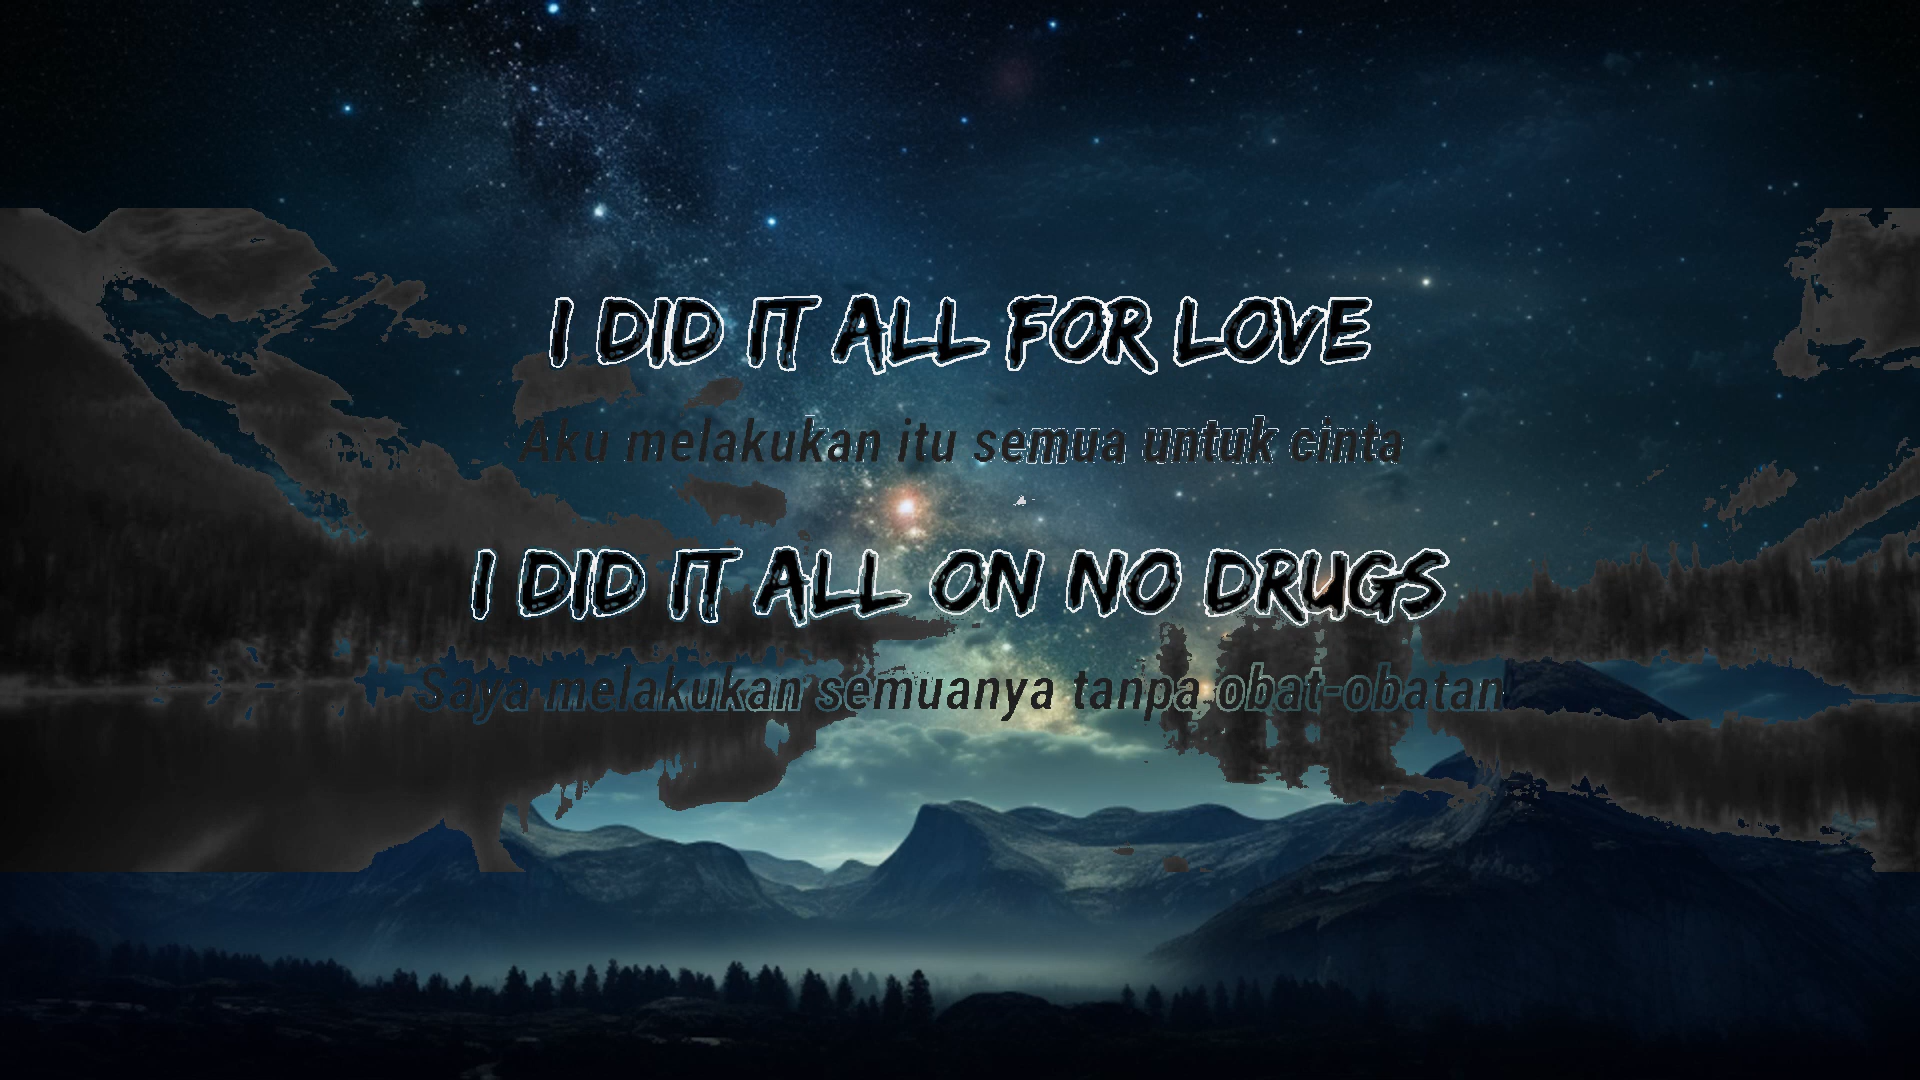 I DID IT ALL FOR LOVE
Aku melakukan itu semua untuk cinta
I DID IT ALL ON NO DRUGS
Saya melakukan semuanya tanpa obat-obatan